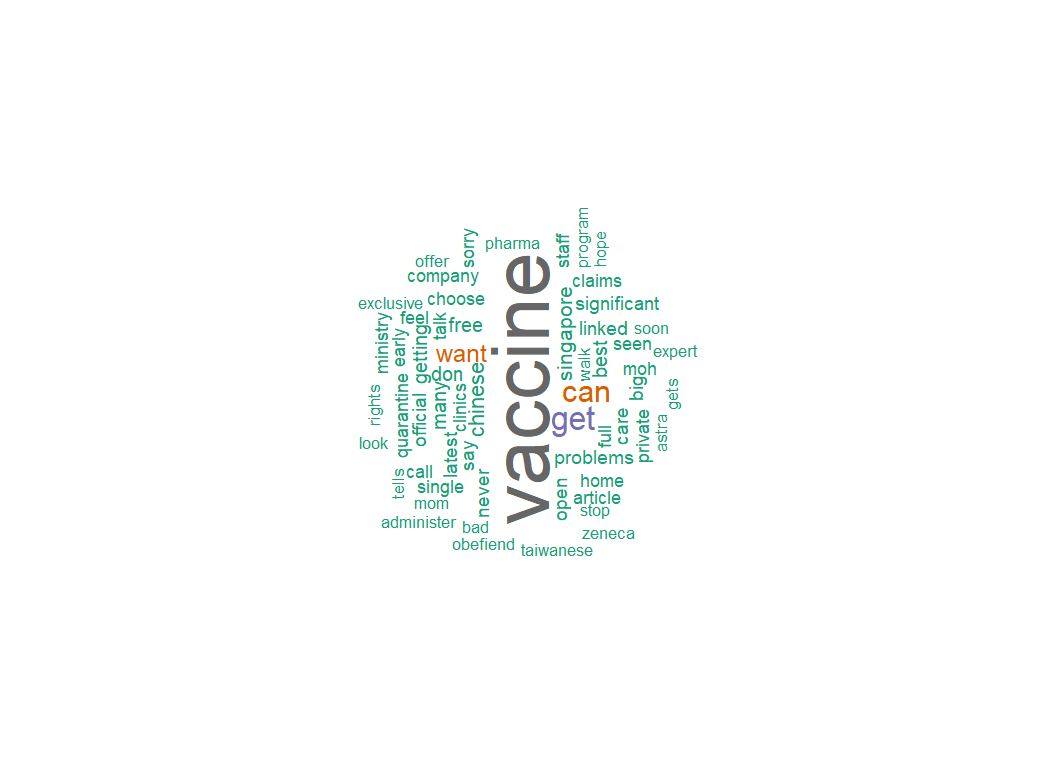 program
hope
sorry
staff
pharma
offer
company
claims
exclusive
choose
significant
vaccine
singapore
feel
free
talk
linked
soon
ministry
early
getting
want
walk
best
seen
expert
don
moh
can
big
gets
rights
quarantine
official
many
clinics
chinese
get
full
care
private
astra
look
latest
say
problems
tells
call
single
never
home
open
article
mom
stop
administer
bad
zeneca
obefiend
taiwanese